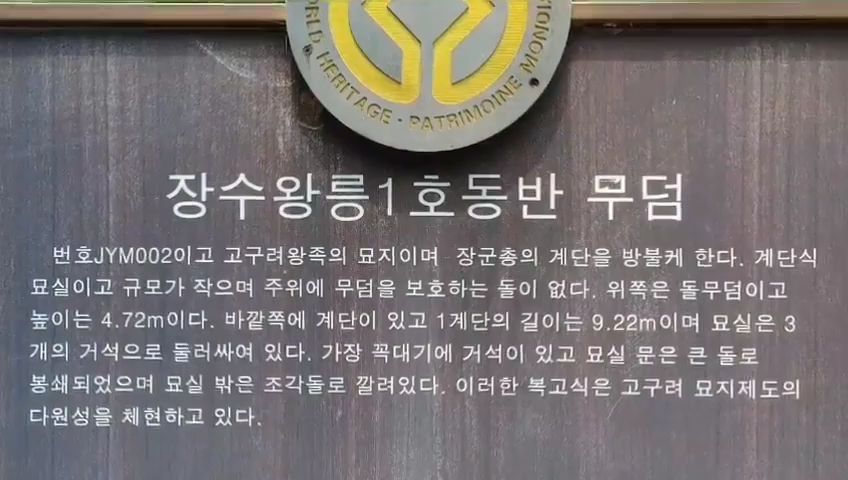 WORLD HERITAGE · PATRIMOINE MONDI
장수왕릉1호동반 무덤
번호JYM002이고 고구려왕족의 묘지이며 장군총의 계단을 방불케 한다. 계단식
묘실이고 규모가 작으며 주위에 무덤을 보호하는 돌이 없다. 위쪽은 돌무덤이고
높이는 4.72m이다. 바깥쪽에 계단이 있고 1계단의 길이는 9.22m이며 묘실은 3
개의 거석으로 둘러싸여 있다. 가장 꼭대기에 거석이 있고 묘실 문은 큰 돌로
봉쇄되었으며 묘실 밖은 조각돌로 깔려있다. 이러한 복고식은 고구려 묘지제도의
다원성을 체현하고 있다.